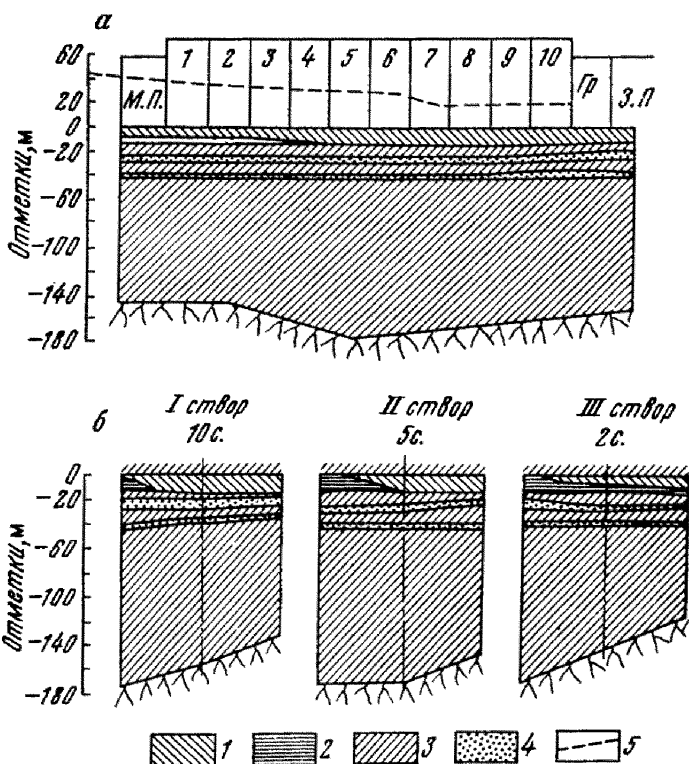 а
60
20
0
-20
-60
-100
-140
-180
Отметки, м
М.П. 1 2 3 4 5 6 7 8 9 10 Гр З.П
б
I створ II створ III створ
10с. 5с. 2с.
0
-20
-60
-100
-140
-180
Отметки, м
1 2 3 4 5